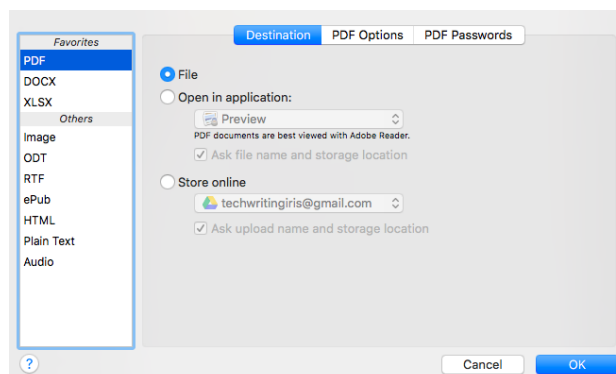 Favorites
PDF
DOCX
XLSX
Others
Image
ODT
RTF
ePub
HTML
Plain Text
Audio
Destination PDF Options PDF Passwords
File
Open in application:
Preview
PDF documents are best viewed with Adobe Reader.
Ask file name and storage location
Store online
techwritingiris@gmail.com
Ask upload name and storage location
?
Cancel OK